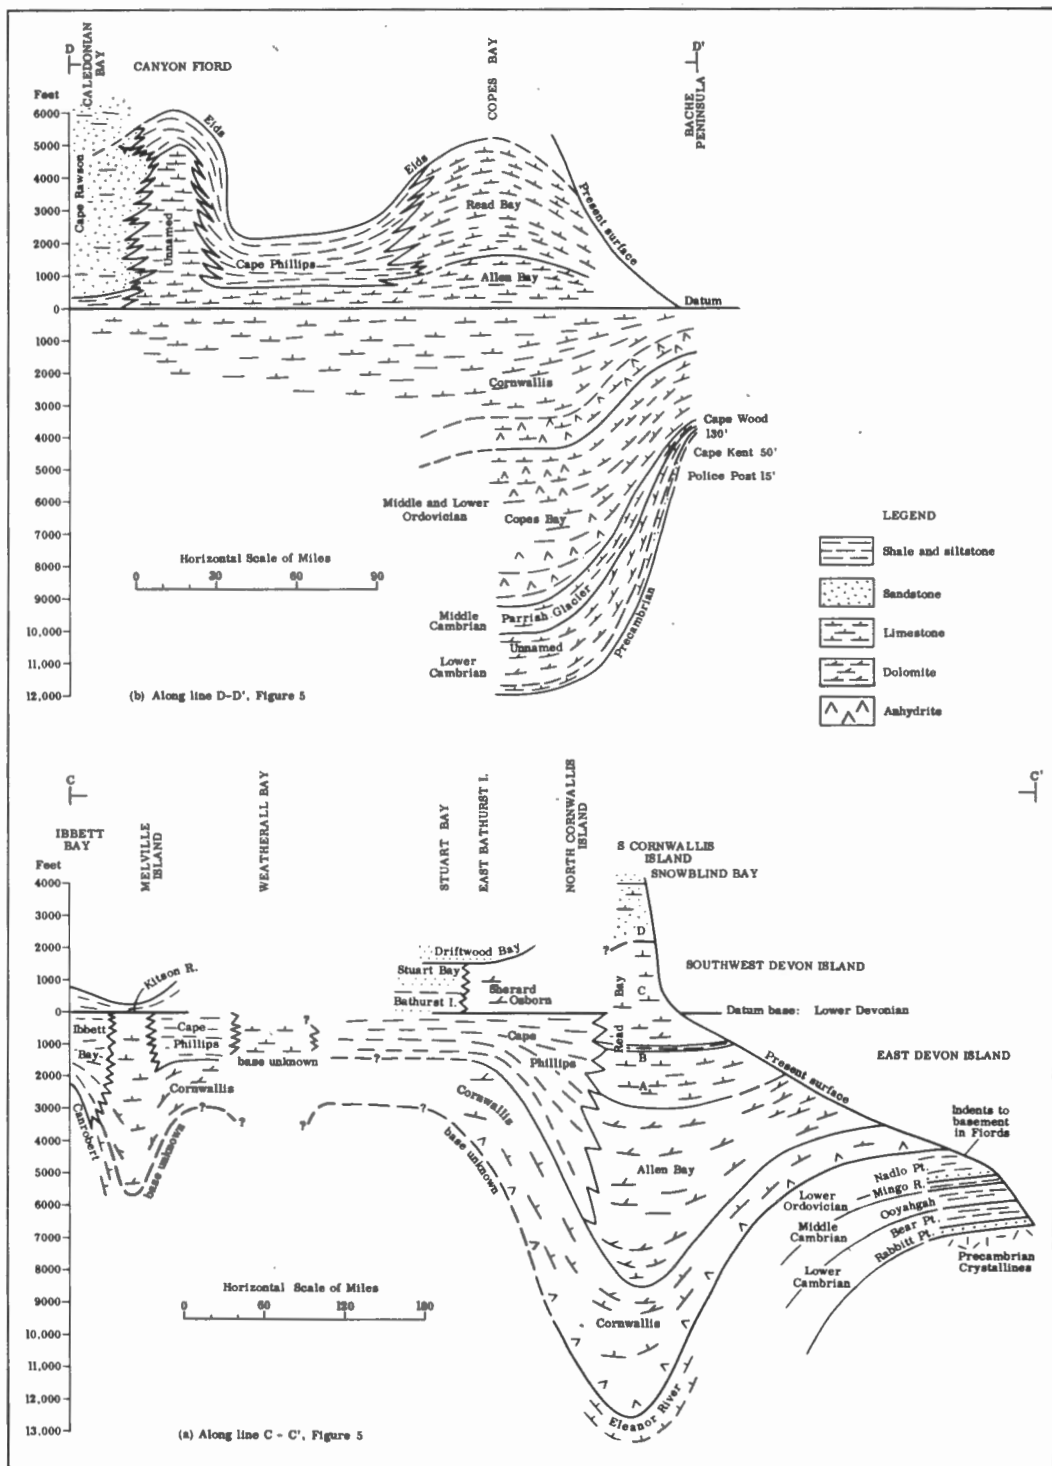 D
D'
CALEDONIAN
BAY
CANYON FIORD
COPES BAY
BACHE
PENINSULA
Feet
6000
5000
4000
3000
2000
1000
0
1000
2000
3000
4000
5000
6000
7000
8000
9000
10,000
11,000
12,000
Cape Rawson
Unnamed
Eids
Cape Phillips
Eids
Read Bay
Allen Bay
Present surface
Datum
Cornwallis
Cape Wood
130'
Cape Kent 50'
Police Post 15'
Middle and Lower
Ordovician
Copes Bay
Horizontal Scale of Miles
0 30 60 90
Middle
Cambrian
Parrish Glacier
Unnamed
Precambrian
Lower
Cambrian
(b) Along line D-D', Figure 5
LEGEND
Shale and siltstone
Sandstone
Limestone
Dolomite
Anhydrite
C
C'
IBBETT
BAY
MELVILLE
ISLAND
WEATHERALL BAY
STUART BAY
EAST BATHURST I.
NORTH CORNWALLIS
ISLAND
S CORNWALLIS
ISLAND
SNOWBLIND BAY
Feet
4000
3000
2000
1000
0
1000
2000
3000
4000
5000
6000
7000
8000
9000
10,000
11,000
12,000
13,000
Kitson R.
Ibbett
Bay
Canrobert
Cape
Phillips
Cornwallis
base unknown
?
?
base unknown
?
?
?
?
?
Driftwood Bay
Stuart Bay
Bathurst I.
Sherard
Osborn
Cape
Phillips
Cornwallis
base unknown
?
D
C
Read Bay
B
A
SOUTHWEST DEVON ISLAND
Datum base: Lower Devonian
EAST DEVON ISLAND
Present surface
Indents to
basement
in Fiords
Allen Bay
Nadlo Pt.
Mingo R.
Ooyahgah
Bear Pt.
Rabbitt Pt.
Lower
Ordovician
Middle
Cambrian
Lower
Cambrian
Precambrian
Crystallines
Horizontal Scale of Miles
0 60 120 180
Cornwallis
Eleanor River
(a) Along line C - C', Figure 5